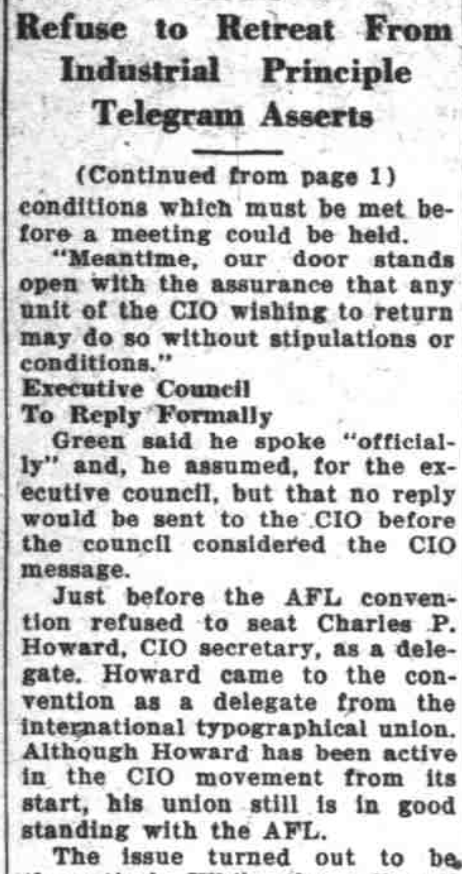 Refuse to Retreat From
Industrial Principle
Telegram Asserts
(Continued from page 1)
conditions which must be met be-
fore a meeting could be held.
"Meantime, our door stands
open with the assurance that any
unit of the CIO wishing to return
may do so without stipulations or
conditions."
Executive Council
To Reply Formally
Green said he spoke "official-
ly" and, he assumed, for the ex-
ecutive council, but that no reply
would be sent to the CIO before
the council considered the CIO
message.
Just before the AFL conven-
tion refused to seat Charles P.
Howard, CIO secretary, as a dele-
gate. Howard came to the con-
vention as a delegate from the
international typographical union.
Although Howard has been active
in the CIO movement from its
start, his union still is in good
standing with the AFL.
The issue turned out to be